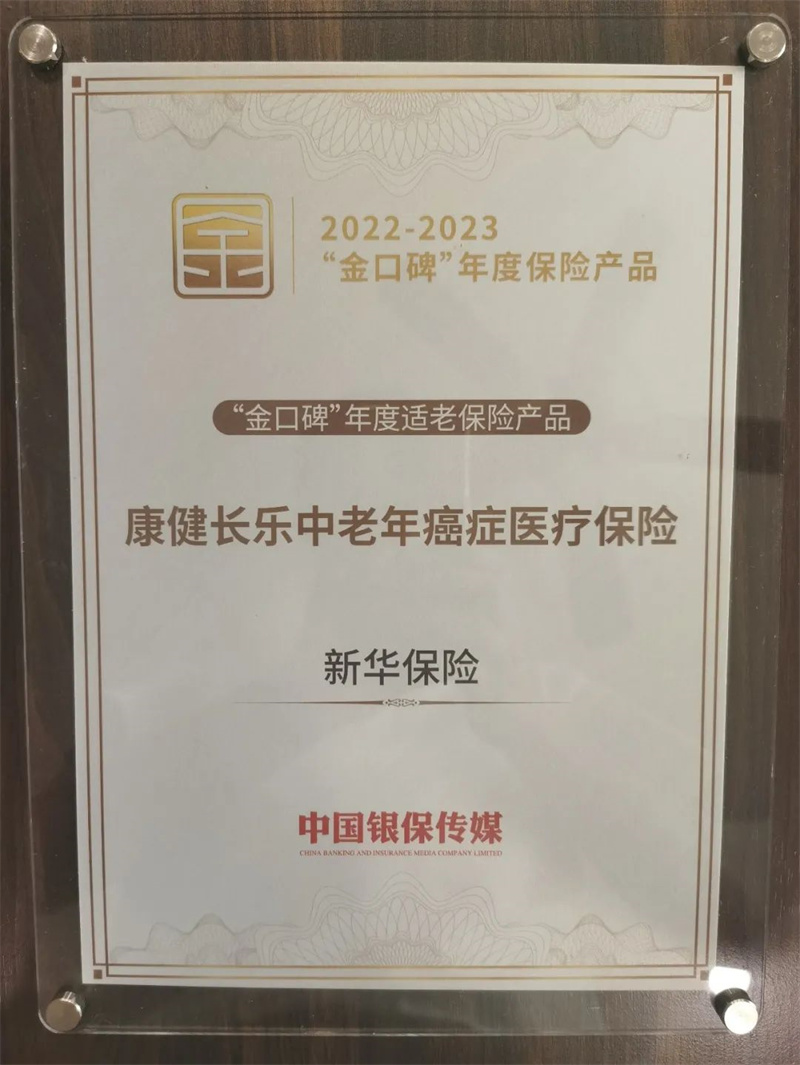 2022-2023
“金口碑”年度保险产品
“金口碑”年度适老保险产品
康健长乐中老年癌症医疗保险
新华保险
中国银保传媒
CHINA BANKING AND INSURANCE MEDIA COMPANY LIMITED